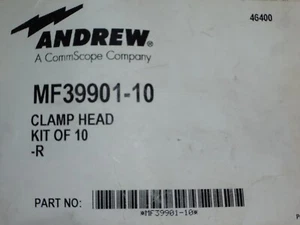 46400
ANDREW®
A CommScope Company
MF39901-10
CLAMP HEAD
KIT OF 10
-R
PART NO:
*MF39901-10*